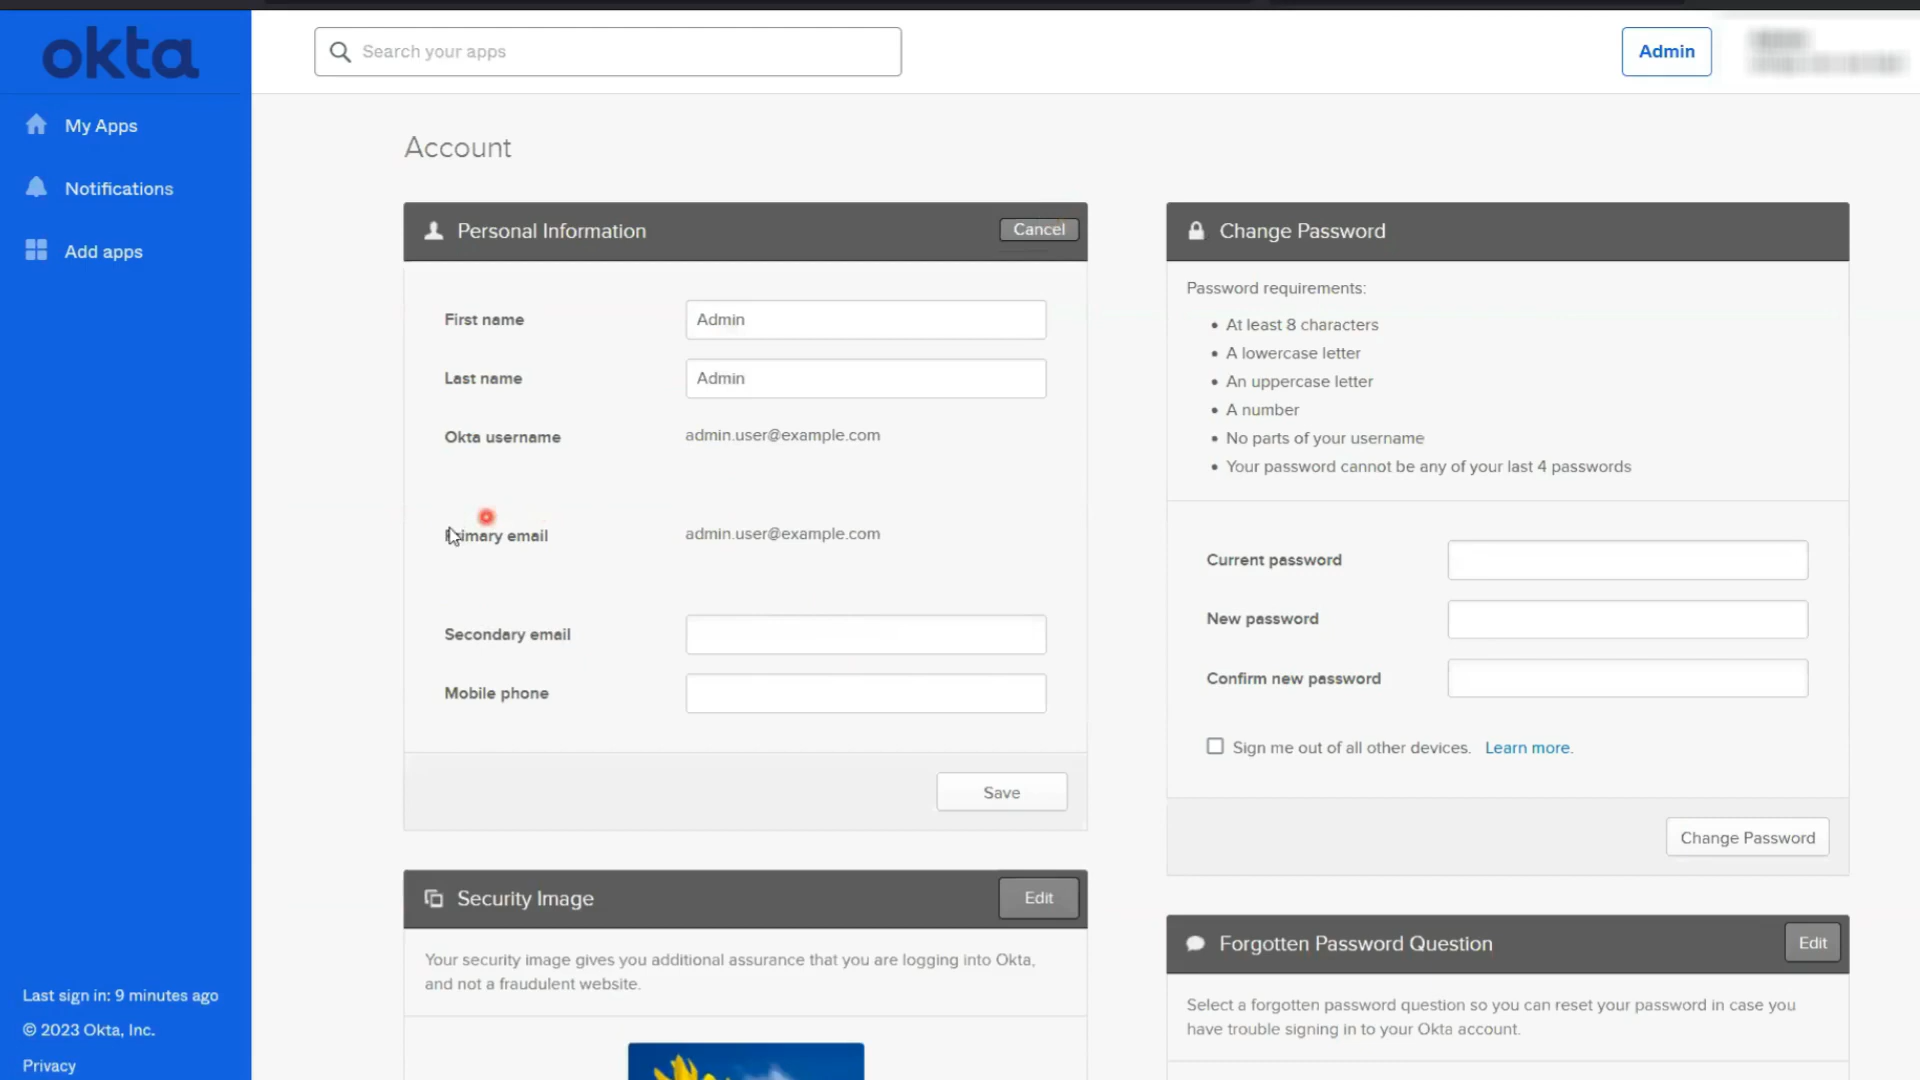 okta
Search your apps
Admin
My Apps
Notifications
Add apps
Account
Personal Information
Cancel
First name
Admin
Last name
Admin
Okta username
admin.user@example.com
Primary email
admin.user@example.com
Secondary email
Mobile phone
Save
Change Password
Password requirements:
• At least 8 characters
• A lowercase letter
• An uppercase letter
• A number
• No parts of your username
• Your password cannot be any of your last 4 passwords
Current password
New password
Confirm new password
Sign me out of all other devices. Learn more.
Change Password
Security Image
Edit
Your security image gives you additional assurance that you are logging into Okta,
and not a fraudulent website.
Forgotten Password Question
Edit
Select a forgotten password question so you can reset your password in case you
have trouble signing in to your Okta account.
Last sign in: 9 minutes ago
© 2023 Okta, Inc.
Privacy